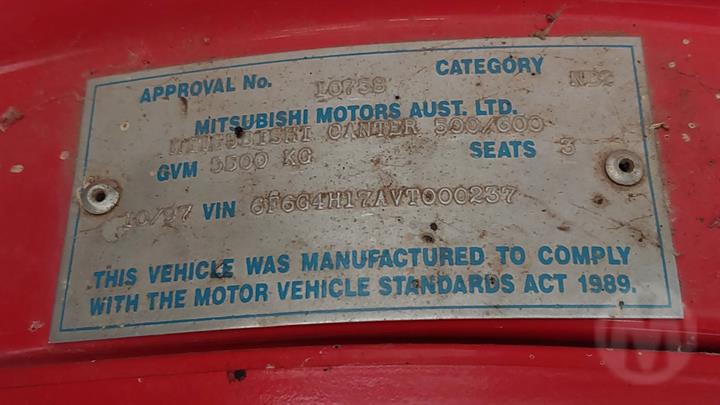 APPROVAL No. 10758 CATEGORY NB2
MITSUBISHI MOTORS AUST. LTD.
MITSUBISHI CANTER 500/600
GVM 5500 KG SEATS 3
10/97 VIN 6F6G4H17AVT000237
THIS VEHICLE WAS MANUFACTURED TO COMPLY
WITH THE MOTOR VEHICLE STANDARDS ACT 1989.
M